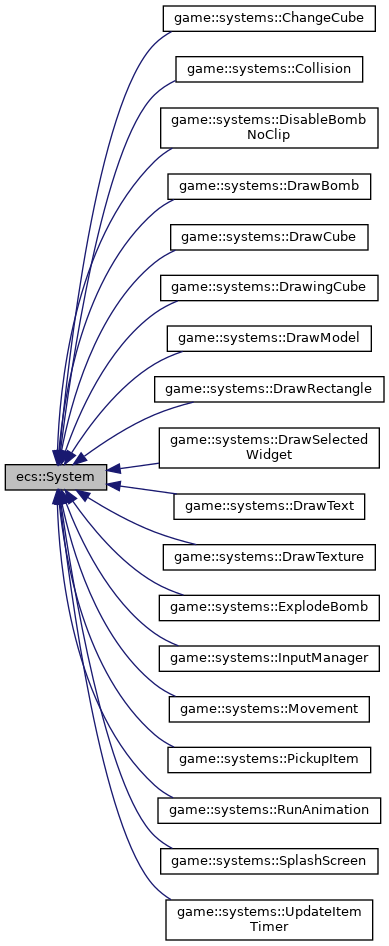 game::systems::ChangeCube
game::systems::Collision
game::systems::DisableBomb
NoClip
game::systems::DrawBomb
game::systems::DrawCube
game::systems::DrawingCube
game::systems::DrawModel
game::systems::DrawRectangle
game::systems::DrawSelected
Widget
ecs::System
game::systems::DrawText
game::systems::DrawTexture
game::systems::ExplodeBomb
game::systems::InputManager
game::systems::Movement
game::systems::PickupItem
game::systems::RunAnimation
game::systems::SplashScreen
game::systems::UpdateItem
Timer